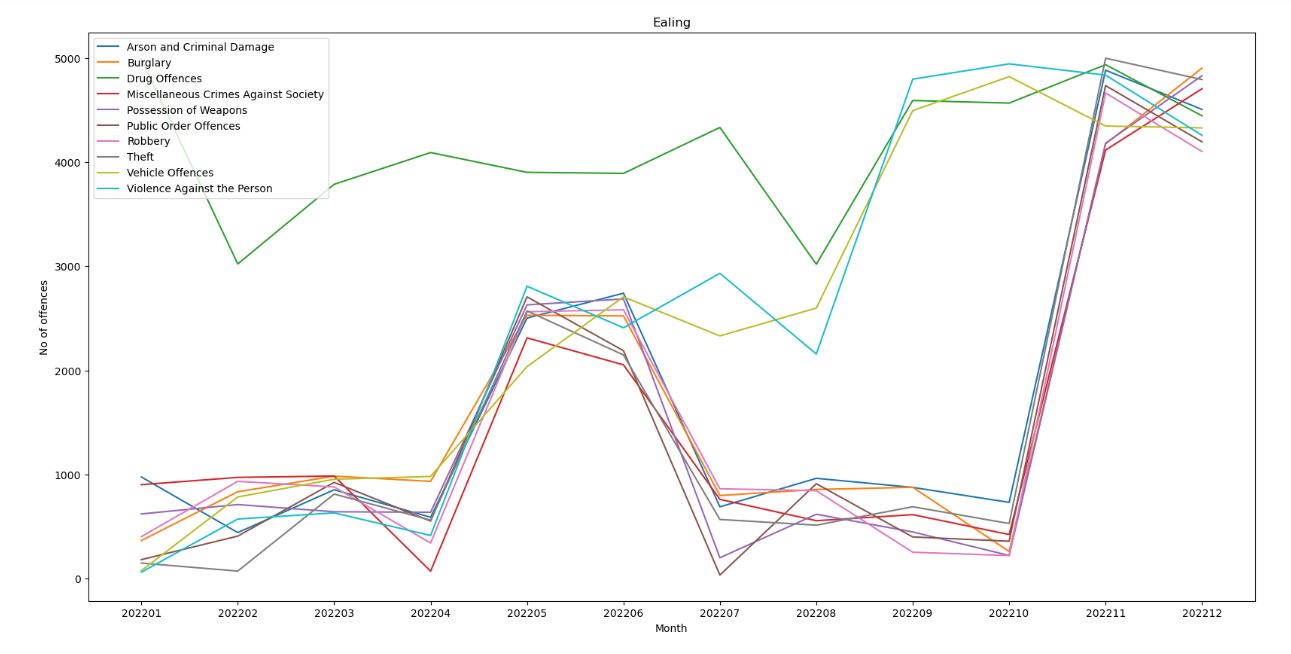 Ealing
Arson and Criminal Damage
Burglary
Drug Offences
Miscellaneous Crimes Against Society
Possession of Weapons
Public Order Offences
Robbery
Theft
Vehicle Offences
Violence Against the Person
5000
4000
3000
2000
1000
0
No of offences
202201 202202 202203 202204 202205 202206 202207 202208 202209 202210 202211 202212
Month